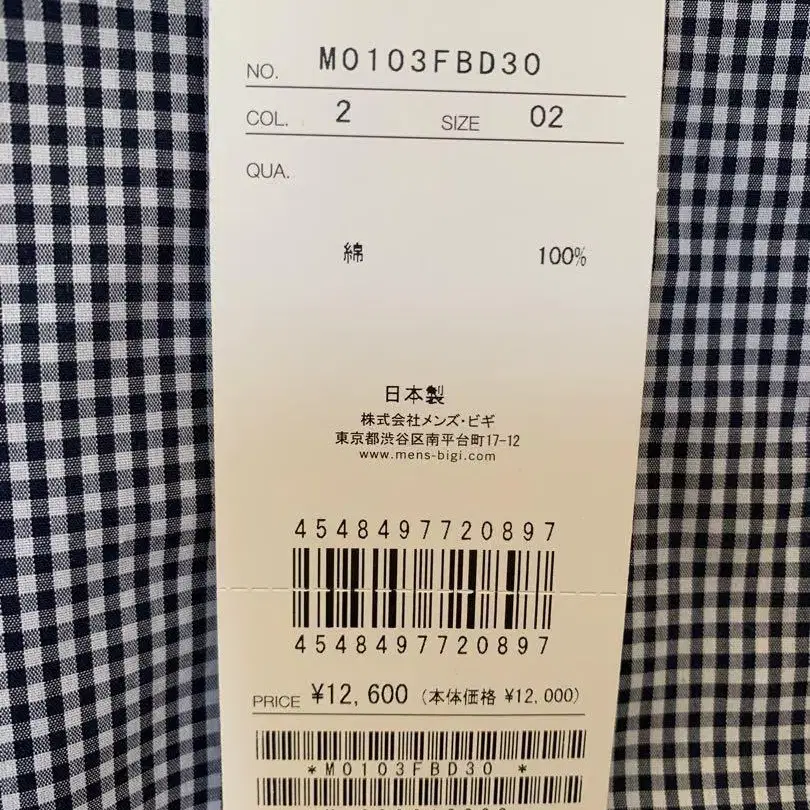 NO. M0103FBD30
COL. 2 SIZE 02
QUA.
綿 100%
日本製
株式会社メンズ・ビギ
東京都渋谷区南平台町17-12
www.mens-bigi.com
4548497720897
4548497720897
PRICE ¥12,600 (本体価格 ¥12,000)
*M0103FBD30 *